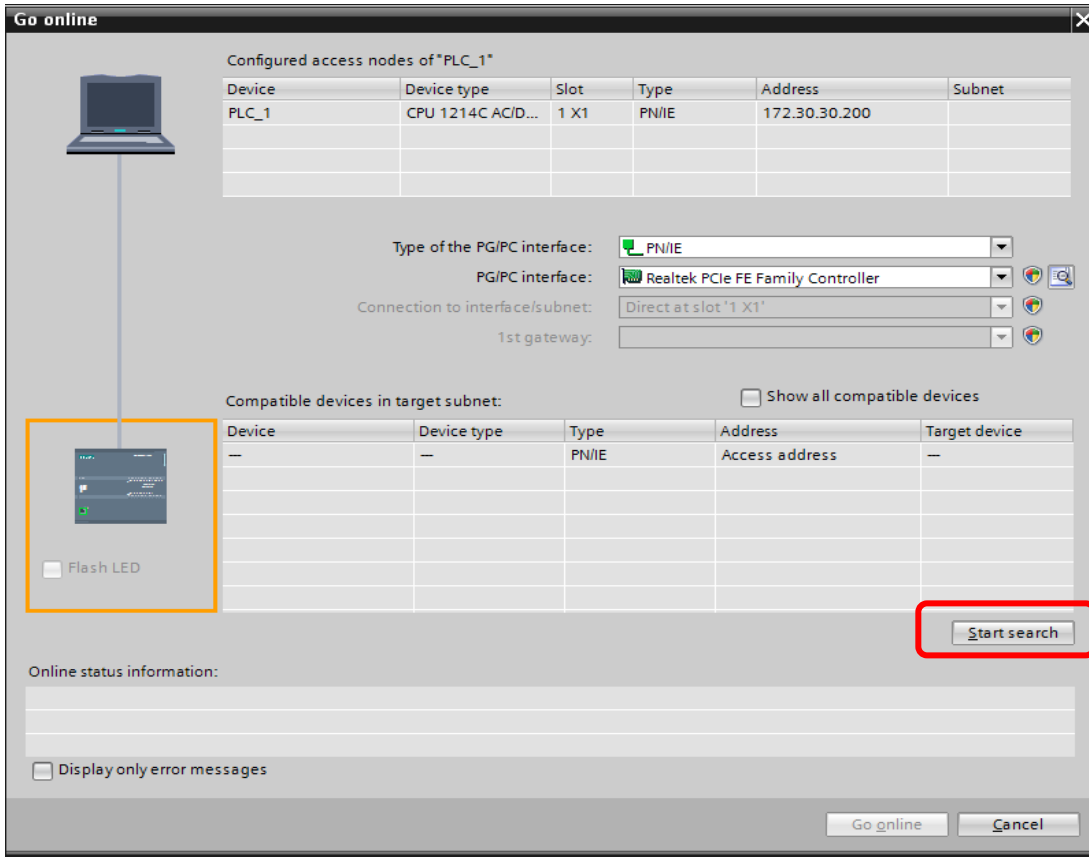 Go online
Configured access nodes of "PLC_1"
Device Device type Slot Type Address Subnet
PLC_1 CPU 1214C AC/D... 1 X1 PN/IE 172.30.30.200
Type of the PG/PC interface: PN/IE
PG/PC interface: Realtek PCIe FE Family Controller
Connection to interface/subnet: Direct at slot '1 X1'
1st gateway:
Compatible devices in target subnet: Show all compatible devices
Device Device type Type Address Target device
— — PN/IE Access address —
Flash LED
Start search
Online status information:
Display only error messages
Go online Cancel